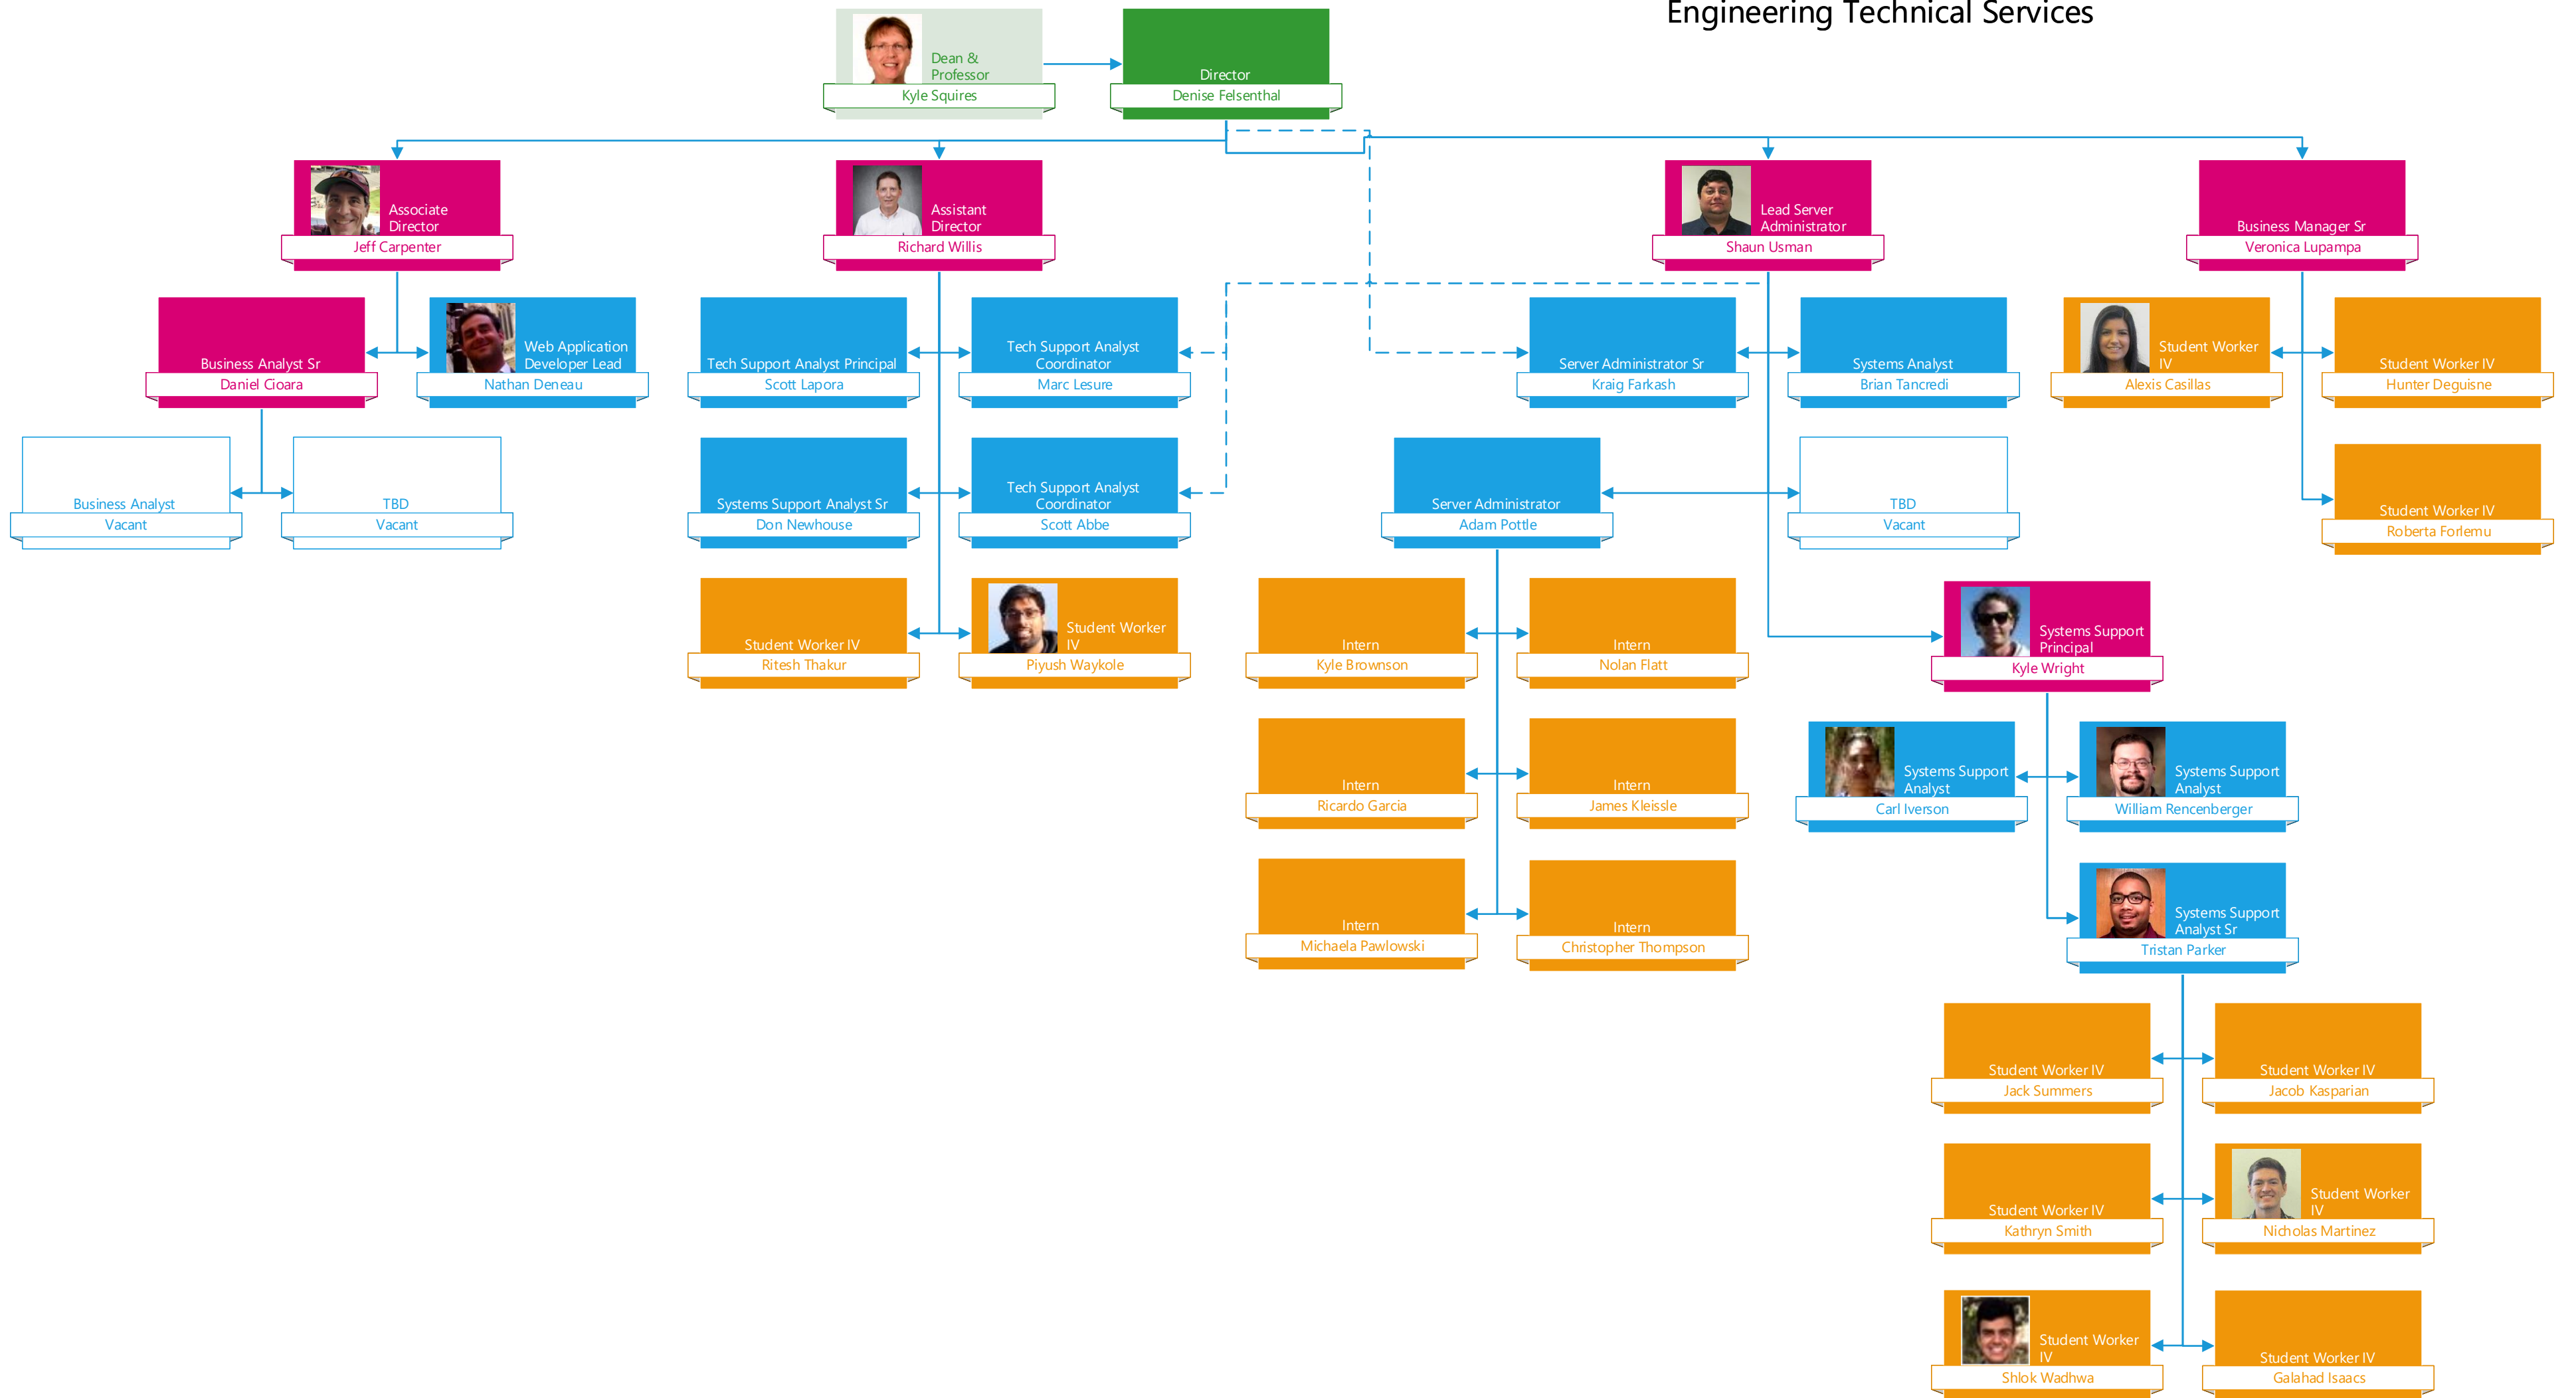 Engineering Technical Services
Dean &
Professor
Kyle Squires
Director
Denise Felsenthal
Associate
Director
Jeff Carpenter
Assistant
Director
Richard Willis
Lead Server
Administrator
Shaun Usman
Business Manager Sr
Veronica Lupampa
Business Analyst Sr
Daniel Cioara
Web Application
Developer Lead
Nathan Deneau
Tech Support Analyst Principal
Scott Lapora
Tech Support Analyst
Coordinator
Marc Lesure
Server Administrator Sr
Kraig Farkash
Systems Analyst
Brian Tancredi
Student Worker
IV
Alexis Casillas
Student Worker IV
Hunter Deguisne
Business Analyst
Vacant
TBD
Vacant
Systems Support Analyst Sr
Don Newhouse
Tech Support Analyst
Coordinator
Scott Abbe
Server Administrator
Adam Pottle
TBD
Vacant
Student Worker IV
Roberta Forlemu
Student Worker IV
Ritesh Thakur
Student Worker
IV
Piyush Waykole
Intern
Kyle Brownson
Intern
Nolan Flatt
Systems Support
Principal
Kyle Wright
Intern
Ricardo Garcia
Intern
James Kleissle
Systems Support
Analyst
Carl Iverson
Systems Support
Analyst
William Rencenberger
Intern
Michaela Pawlowski
Intern
Christopher Thompson
Systems Support
Analyst Sr
Tristan Parker
Student Worker IV
Jack Summers
Student Worker IV
Jacob Kasparian
Student Worker IV
Kathryn Smith
Student Worker
IV
Nicholas Martinez
Student Worker
IV
Shlok Wadhwa
Student Worker IV
Galahad Isaacs